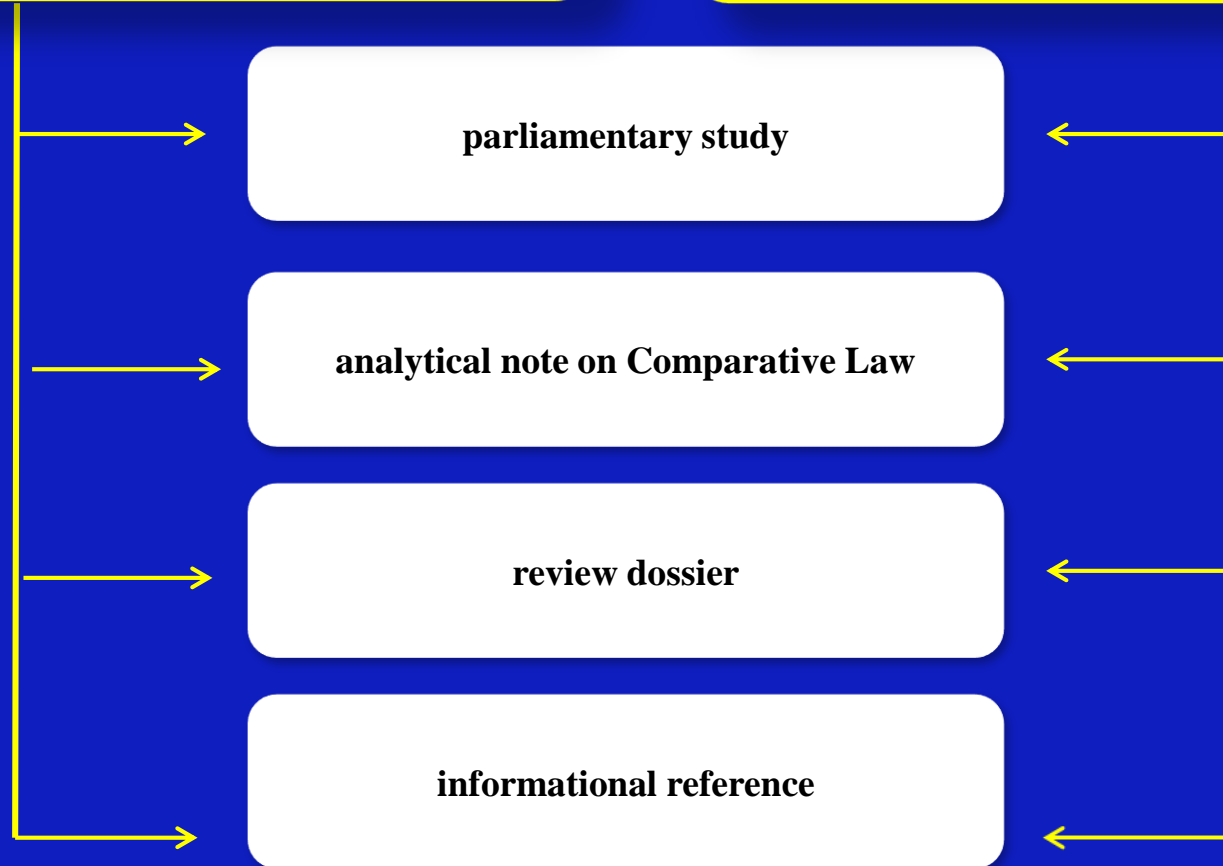 parliamentary study
analytical note on Comparative Law
review dossier
informational reference